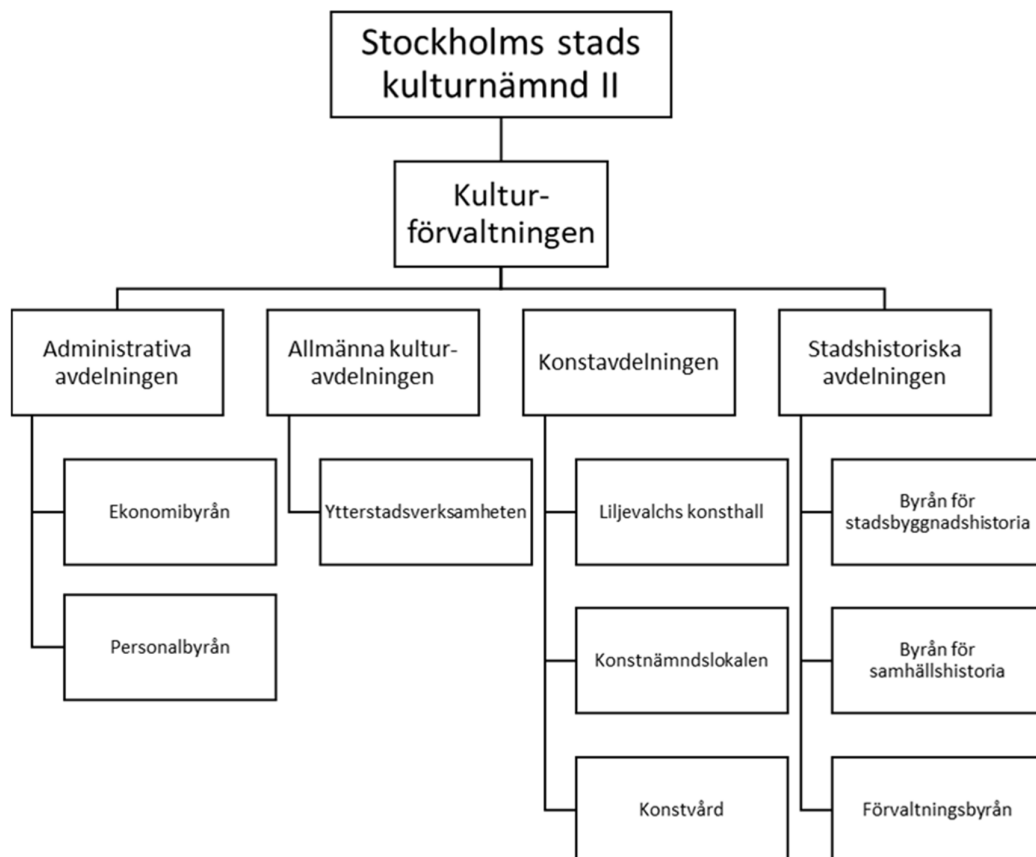 Stockholms stads
kulturnämnd II
Kultur-
förvaltningen
Administrativa
avdelningen
Allmänna kultur-
avdelningen
Konstavdelningen
Stadshistoriska
avdelningen
Ekonomibyrån
Ytterstadsverksamheten
Liljevalchs konsthall
Byrån för
stadsbyggnadshistoria
Personalbyrån
Konstnämndslokalen
Byrån för
samhällshistoria
Konstvård
Förvaltningsbyrån